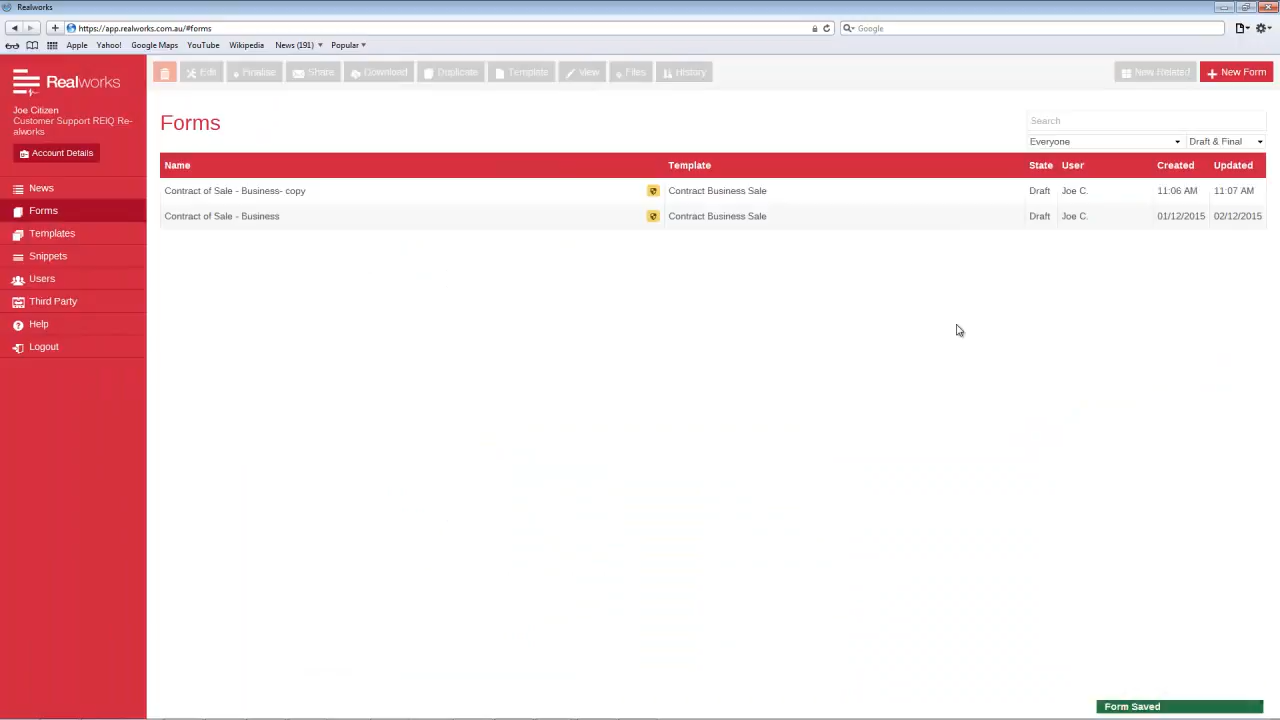 Realworks
https://app.realworks.com.au/#forms
Google
Apple Yahoo! Google Maps YouTube Wikipedia News (191) Popular
Realworks
Joe Citizen
Customer Support REIQ Re-
alworks
Account Details
News
Forms
Templates
Snippets
Users
Third Party
Help
Logout
Edit Finalise Share Download Duplicate Template View Files History New Related New Form
Forms
Search
Everyone Draft & Final
Name Template State User Created Updated
Contract of Sale - Business- copy Contract Business Sale Draft Joe C. 11:06 AM 11:07 AM
Contract of Sale - Business Contract Business Sale Draft Joe C. 01/12/2015 02/12/2015
Form Saved